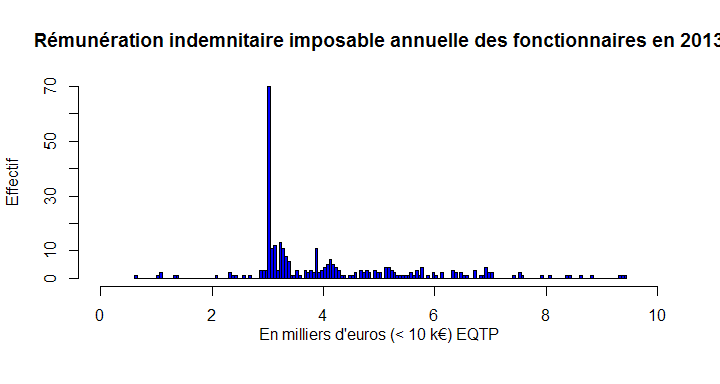 Rémunération indemnitaire imposable annuelle des fonctionnaires en 2013
Effectif
70
50
30
10
0
0 2 4 6 8 10
En milliers d'euros (< 10 k€) EQTP